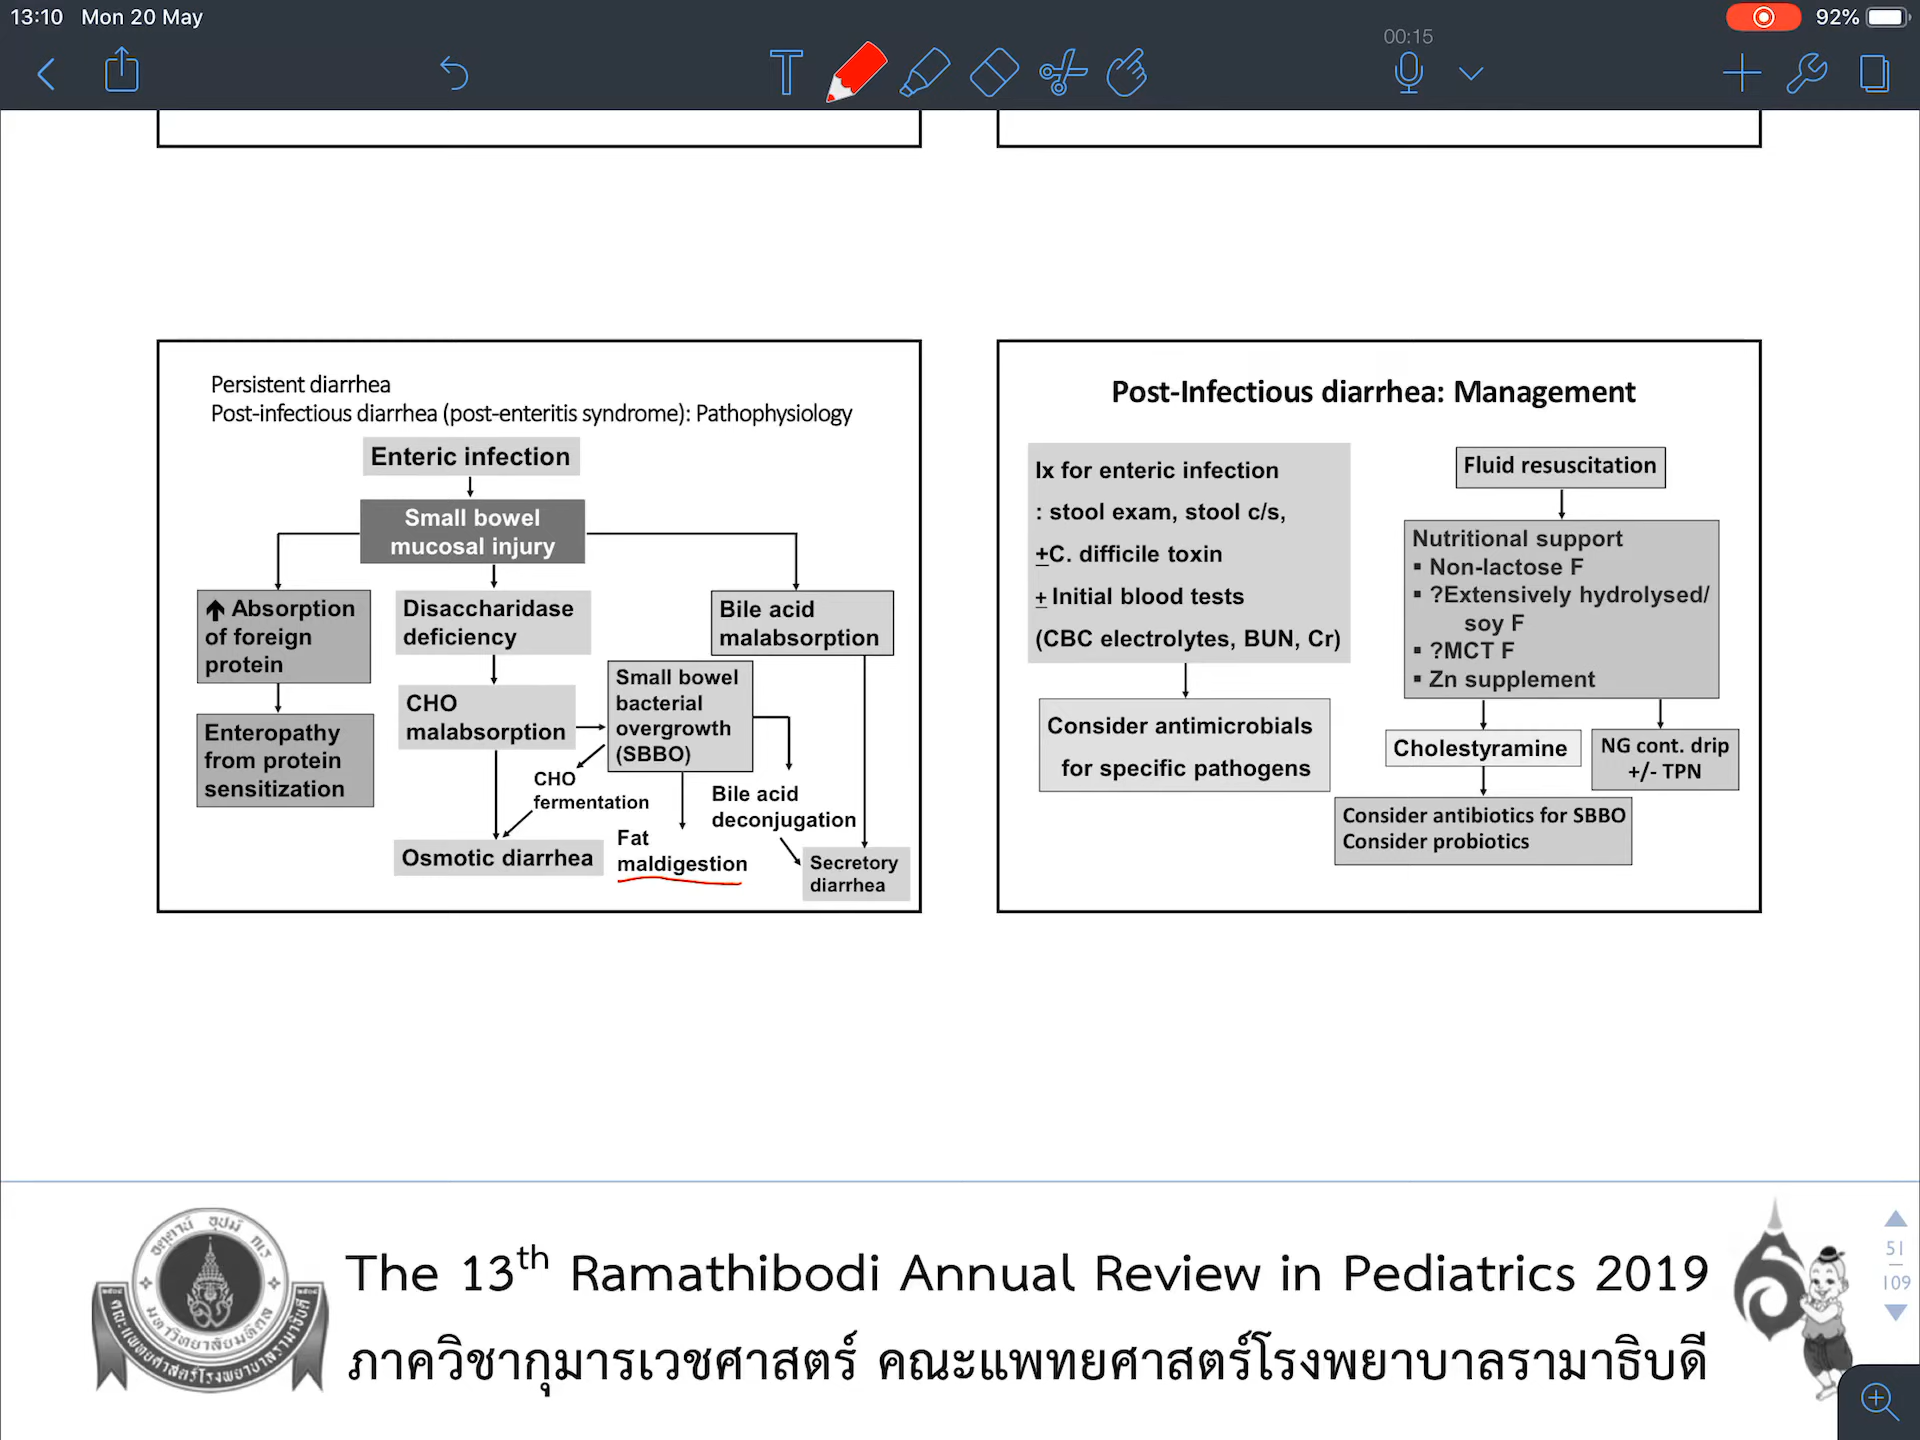 13:10 Mon 20 May
92%
00:15
Persistent diarrhea
Post-infectious diarrhea (post-enteritis syndrome): Pathophysiology
Enteric infection
Small bowel
mucosal injury
Absorption
of foreign
protein
Enteropathy
from protein
sensitization
Disaccharidase
deficiency
CHO
malabsorption
Osmotic diarrhea
Small bowel
bacterial
overgrowth
(SBBO)
CHO
fermentation
Fat
maldigestion
Bile acid
malabsorption
Bile acid
deconjugation
Secretory
diarrhea
Post-Infectious diarrhea: Management
Ix for enteric infection
: stool exam, stool c/s,
±C. difficile toxin
± Initial blood tests
(CBC electrolytes, BUN, Cr)
Consider antimicrobials
for specific pathogens
Fluid resuscitation
Nutritional support
▪ Non-lactose F
▪ ?Extensively hydrolysed/
soy F
▪ ?MCT F
▪ Zn supplement
Cholestyramine
NG cont. drip
+/- TPN
Consider antibiotics for SBBO
Consider probiotics
The 13th Ramathibodi Annual Review in Pediatrics 2019
ภาควิชากุมารเวชศาสตร์ คณะแพทยศาสตร์โรงพยาบาลรามาธิบดี
51
109